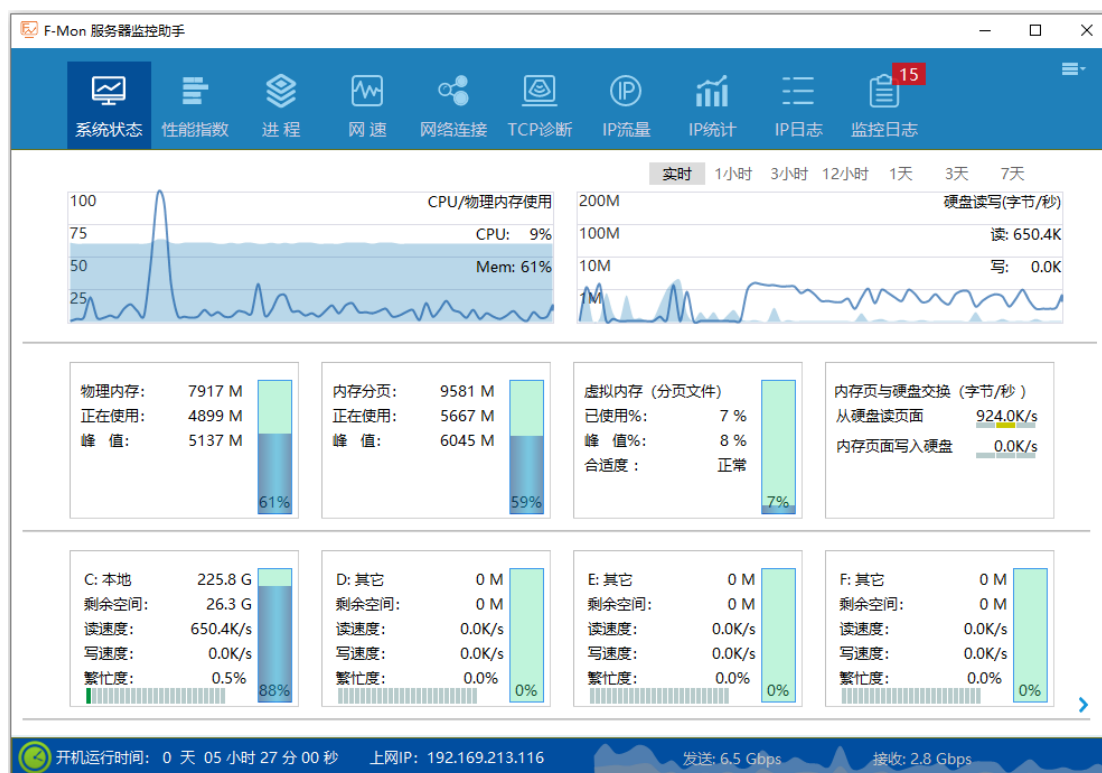 F-Mon 服务器监控助手
15
系统状态 性能指数 进 程 网 速 网络连接 TCP诊断 IP流量 IP统计 IP日志 监控日志
实时 1小时 3小时 12小时 1天 3天 7天
100 CPU/物理内存使用
75 CPU: 9%
50 Mem: 61%
25
200M 硬盘读写(字节/秒)
100M 读: 650.4K
10M 写: 0.0K
1M
物理内存: 7917 M
正在使用: 4899 M
峰 值: 5137 M
61%
内存分页: 9581 M
正在使用: 5667 M
峰 值: 6045 M
59%
虚拟内存（分页文件）
已使用%: 7 %
峰 值%: 8 %
合适度： 正常
7%
内存页与硬盘交换（字节/秒 ）
从硬盘读页面 924.0K/s
内存页面写入硬盘 0.0K/s
C: 本地 225.8 G
剩余空间: 26.3 G
读速度: 650.4K/s
写速度: 0.0K/s
繁忙度: 0.5%
88%
D: 其它 0 M
剩余空间: 0 M
读速度: 0.0K/s
写速度: 0.0K/s
繁忙度: 0.0%
0%
E: 其它 0 M
剩余空间: 0 M
读速度: 0.0K/s
写速度: 0.0K/s
繁忙度: 0.0%
0%
F: 其它 0 M
剩余空间: 0 M
读速度: 0.0K/s
写速度: 0.0K/s
繁忙度: 0.0%
0%
开机运行时间: 0 天 05 小时 27 分 00 秒 上网IP: 192.169.213.116 发送: 6.5 Gbps 接收: 2.8 Gbps